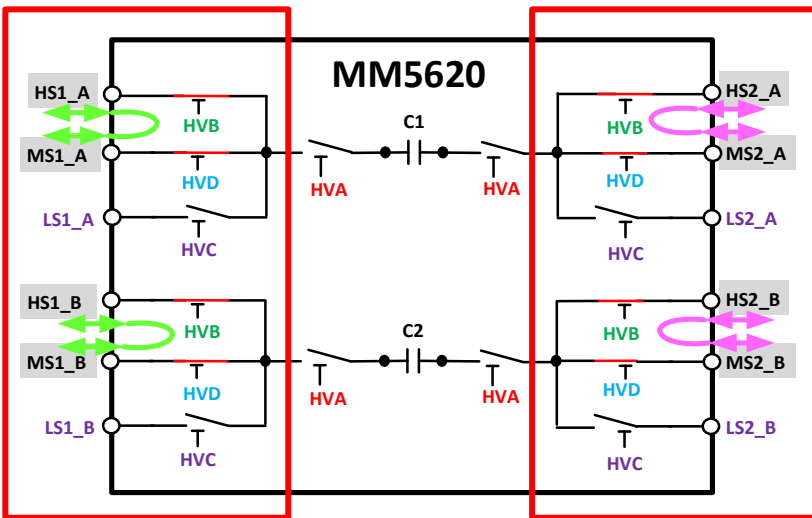 MM5620
HS1_A
HVB
MS1_A
HVD
LS1_A
HVC
HVA
C1
HVA
HS2_A
HVB
MS2_A
HVD
LS2_A
HVC
HS1_B
HVB
MS1_B
HVD
LS1_B
HVC
HVA
C2
HVA
HS2_B
HVB
MS2_B
HVD
LS2_B
HVC